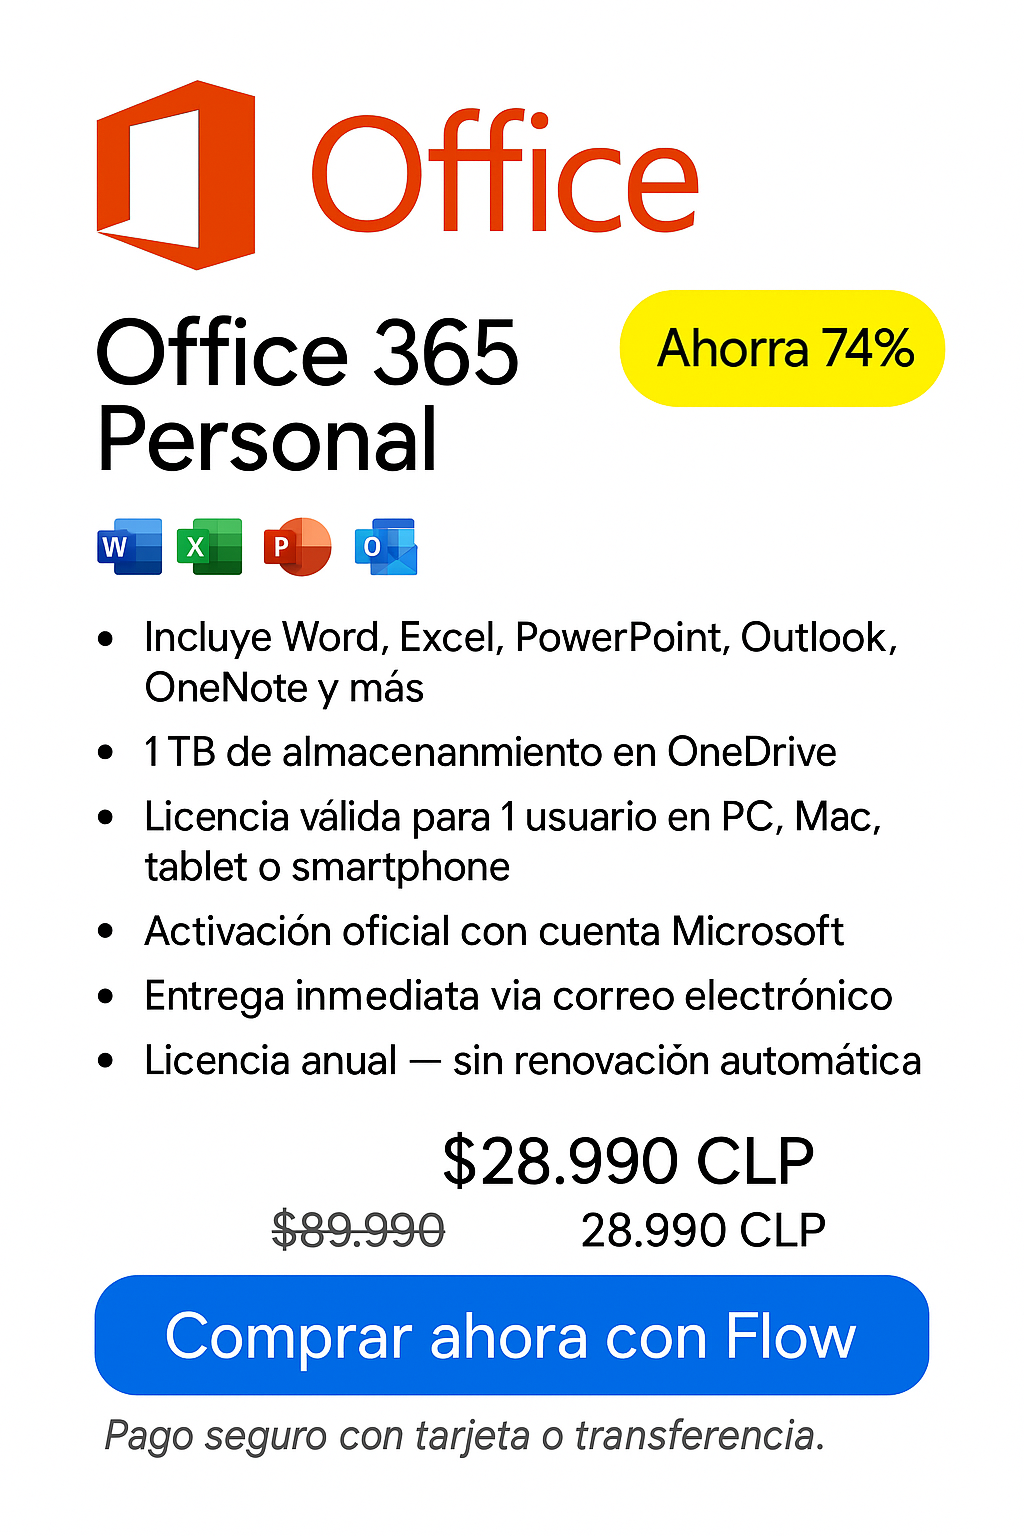 Office
Office 365
Personal
Ahorra 74%
W X P O
• Incluye Word, Excel, PowerPoint, Outlook,
OneNote y más
• 1 TB de almacenanmiento en OneDrive
• Licencia válida para 1 usuario en PC, Mac,
tablet o smartphone
• Activación oficial con cuenta Microsoft
• Entrega inmediata via correo electrónico
• Licencia anual — sin renovación automática
$28.990 CLP
$89.990 28.990 CLP
Comprar ahora con Flow
Pago seguro con tarjeta o transferencia.